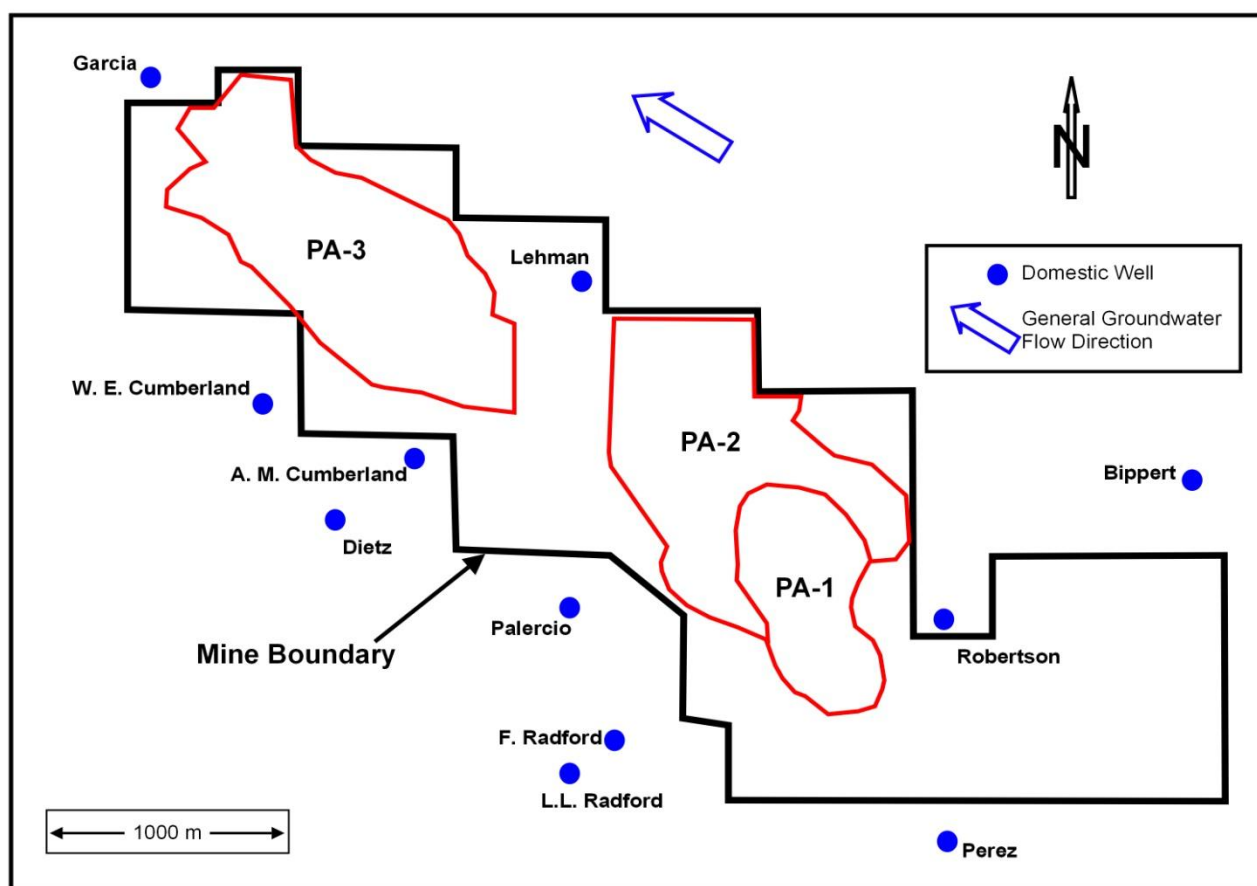 Garcia
N
PA-3
Lehman
Domestic Well
General Groundwater
Flow Direction
W. E. Cumberland
PA-2
A. M. Cumberland
Bippert
Dietz
PA-1
Palercio
Mine Boundary
Robertson
F. Radford
L.L. Radford
1000 m
Perez